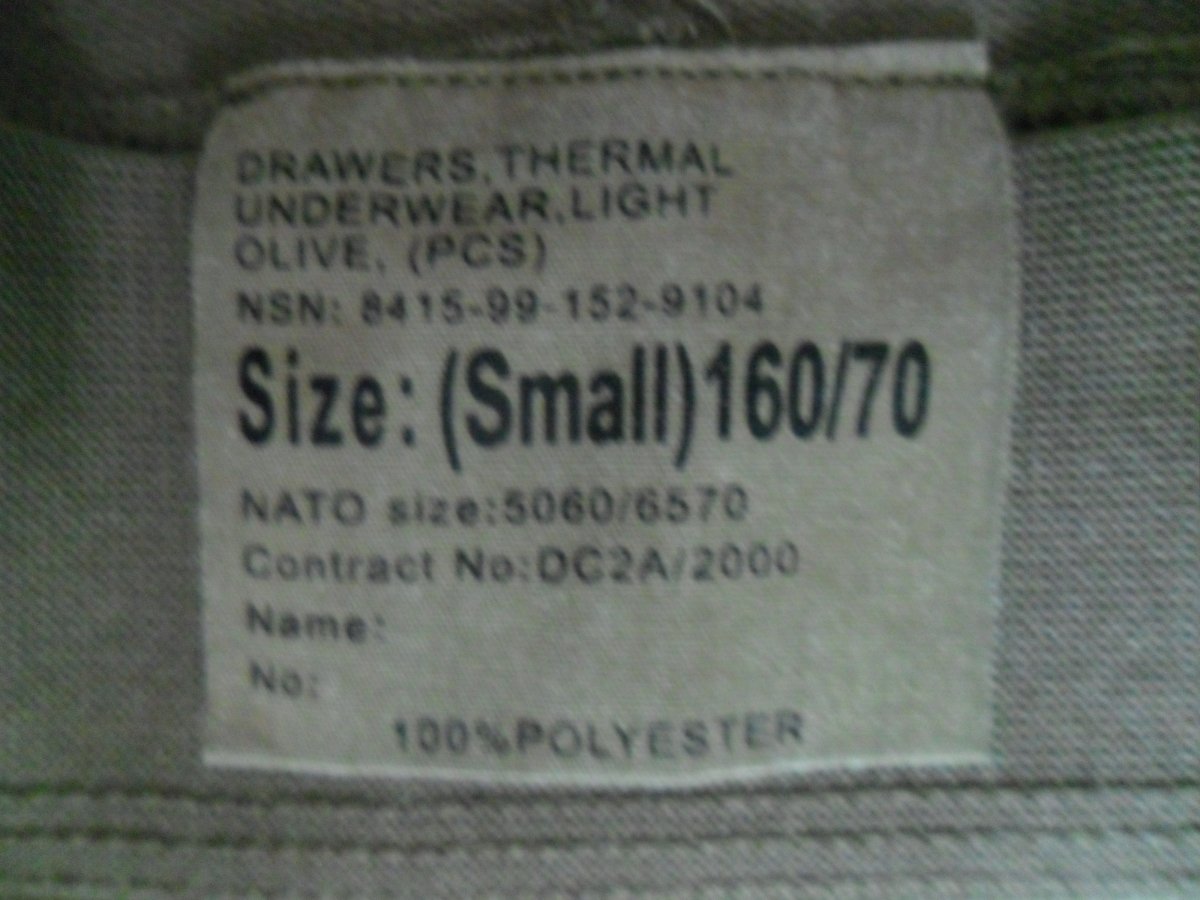 DRAWERS,THERMAL
UNDERWEAR,LIGHT
OLIVE, (PCS)
NSN: 8415-99-152-9104
Size: (Small)160/70
NATO size:5060/6570
Contract No:DC2A/2000
Name:
No:
100%POLYESTER